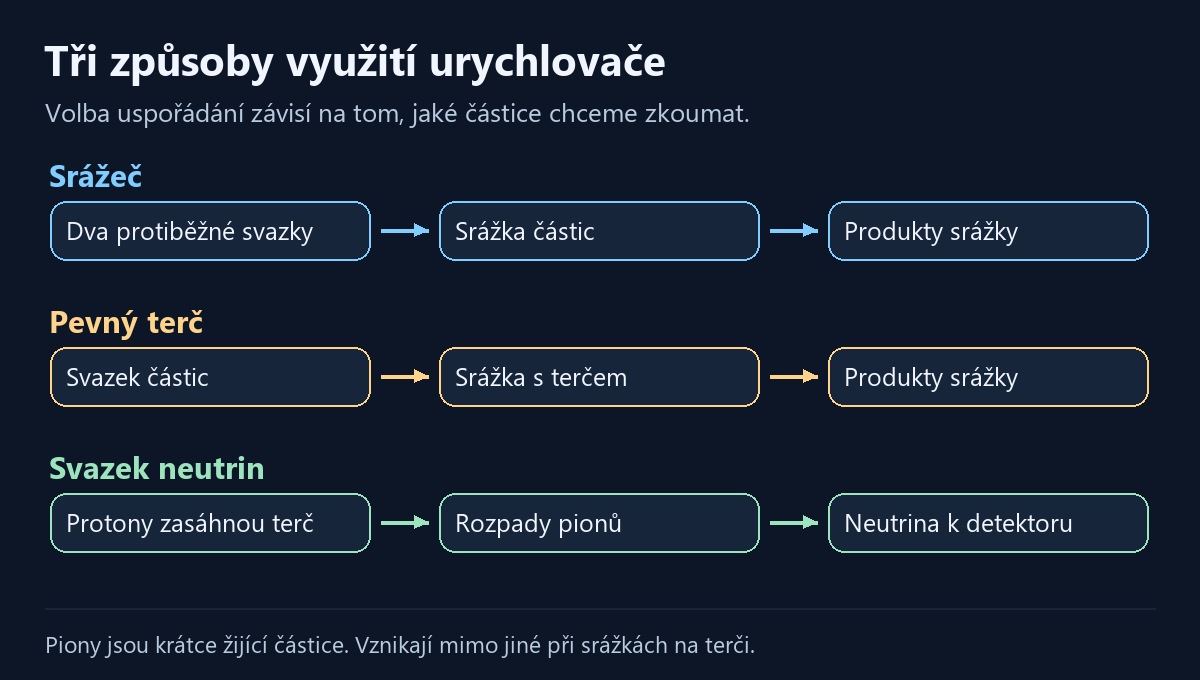 Tři způsoby využití urychlovače
Volba uspořádání závisí na tom, jaké částice chceme zkoumat.
Srážeč
Dva protiběžné svazky
Srážka částic
Produkty srážky
Pevný terč
Svazek částic
Srážka s terčem
Produkty srážky
Svazek neutrin
Protony zasáhnou terč
Rozpady pionů
Neutrina k detektoru
Piony jsou krátce žijící částice. Vznikají mimo jiné při srážkách na terči.